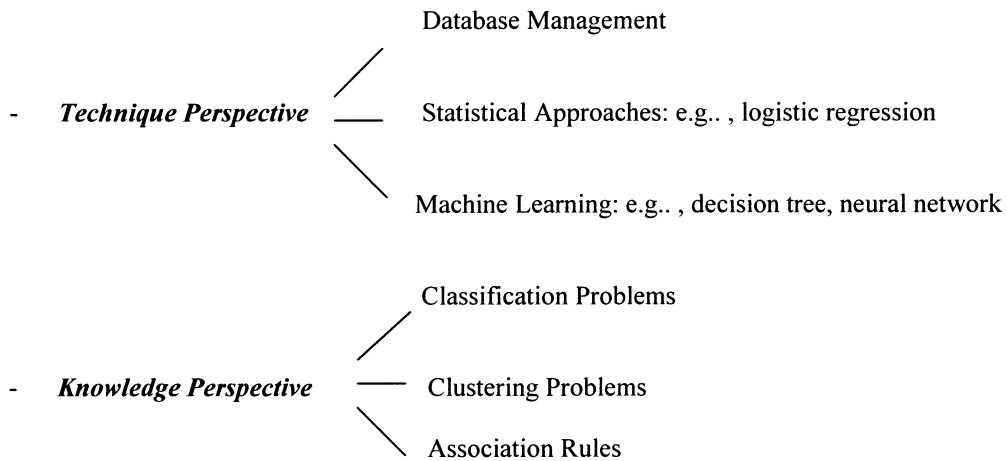 Database Management
- Technique Perspective
Statistical Approaches: e.g.. , logistic regression
Machine Learning: e.g.. , decision tree, neural network
Classification Problems
- Knowledge Perspective
Clustering Problems
Association Rules